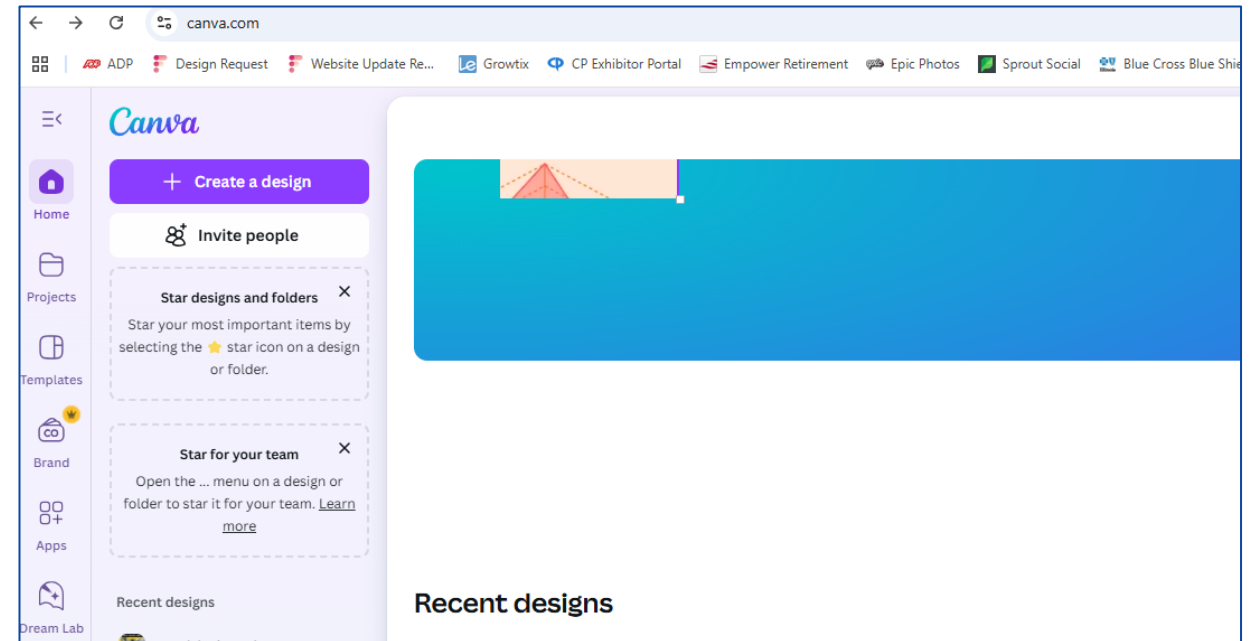 canva.com
ADP Design Request Website Update Re... Growtix CP Exhibitor Portal Empower Retirement Epic Photos Sprout Social Blue Cross Blue Shie
Canva
Create a design
Home
Invite people
Projects
Star designs and folders
Star your most important items by
selecting the ⭐ star icon on a design
or folder.
Templates
Brand
Star for your team
Open the ... menu on a design or
folder to star it for your team. Learn
more
Apps
Recent designs
Dream Lab
Recent designs